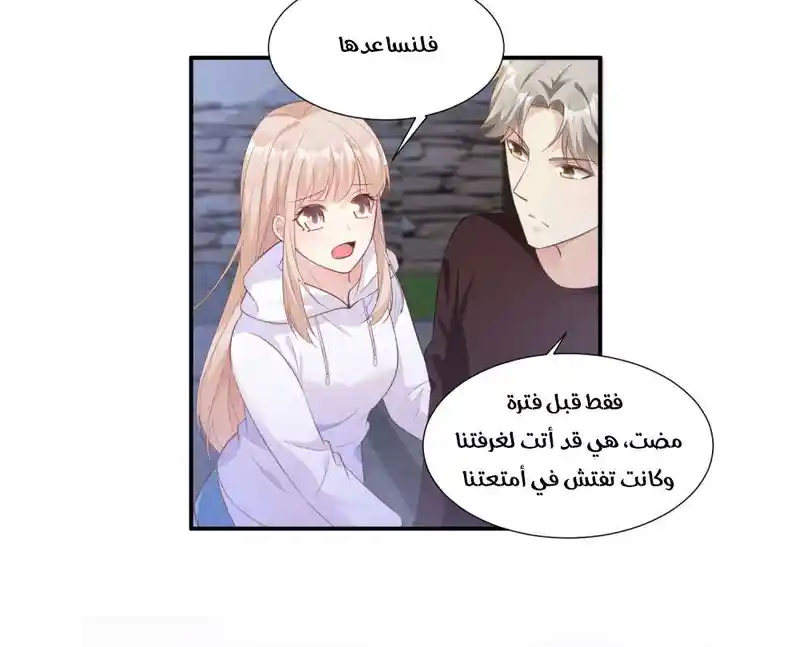 فلنساعدها
فقط قبل فترة
مضت، هي قد أتت لغرفتنا
وكانت تفتش في أمتعتنا